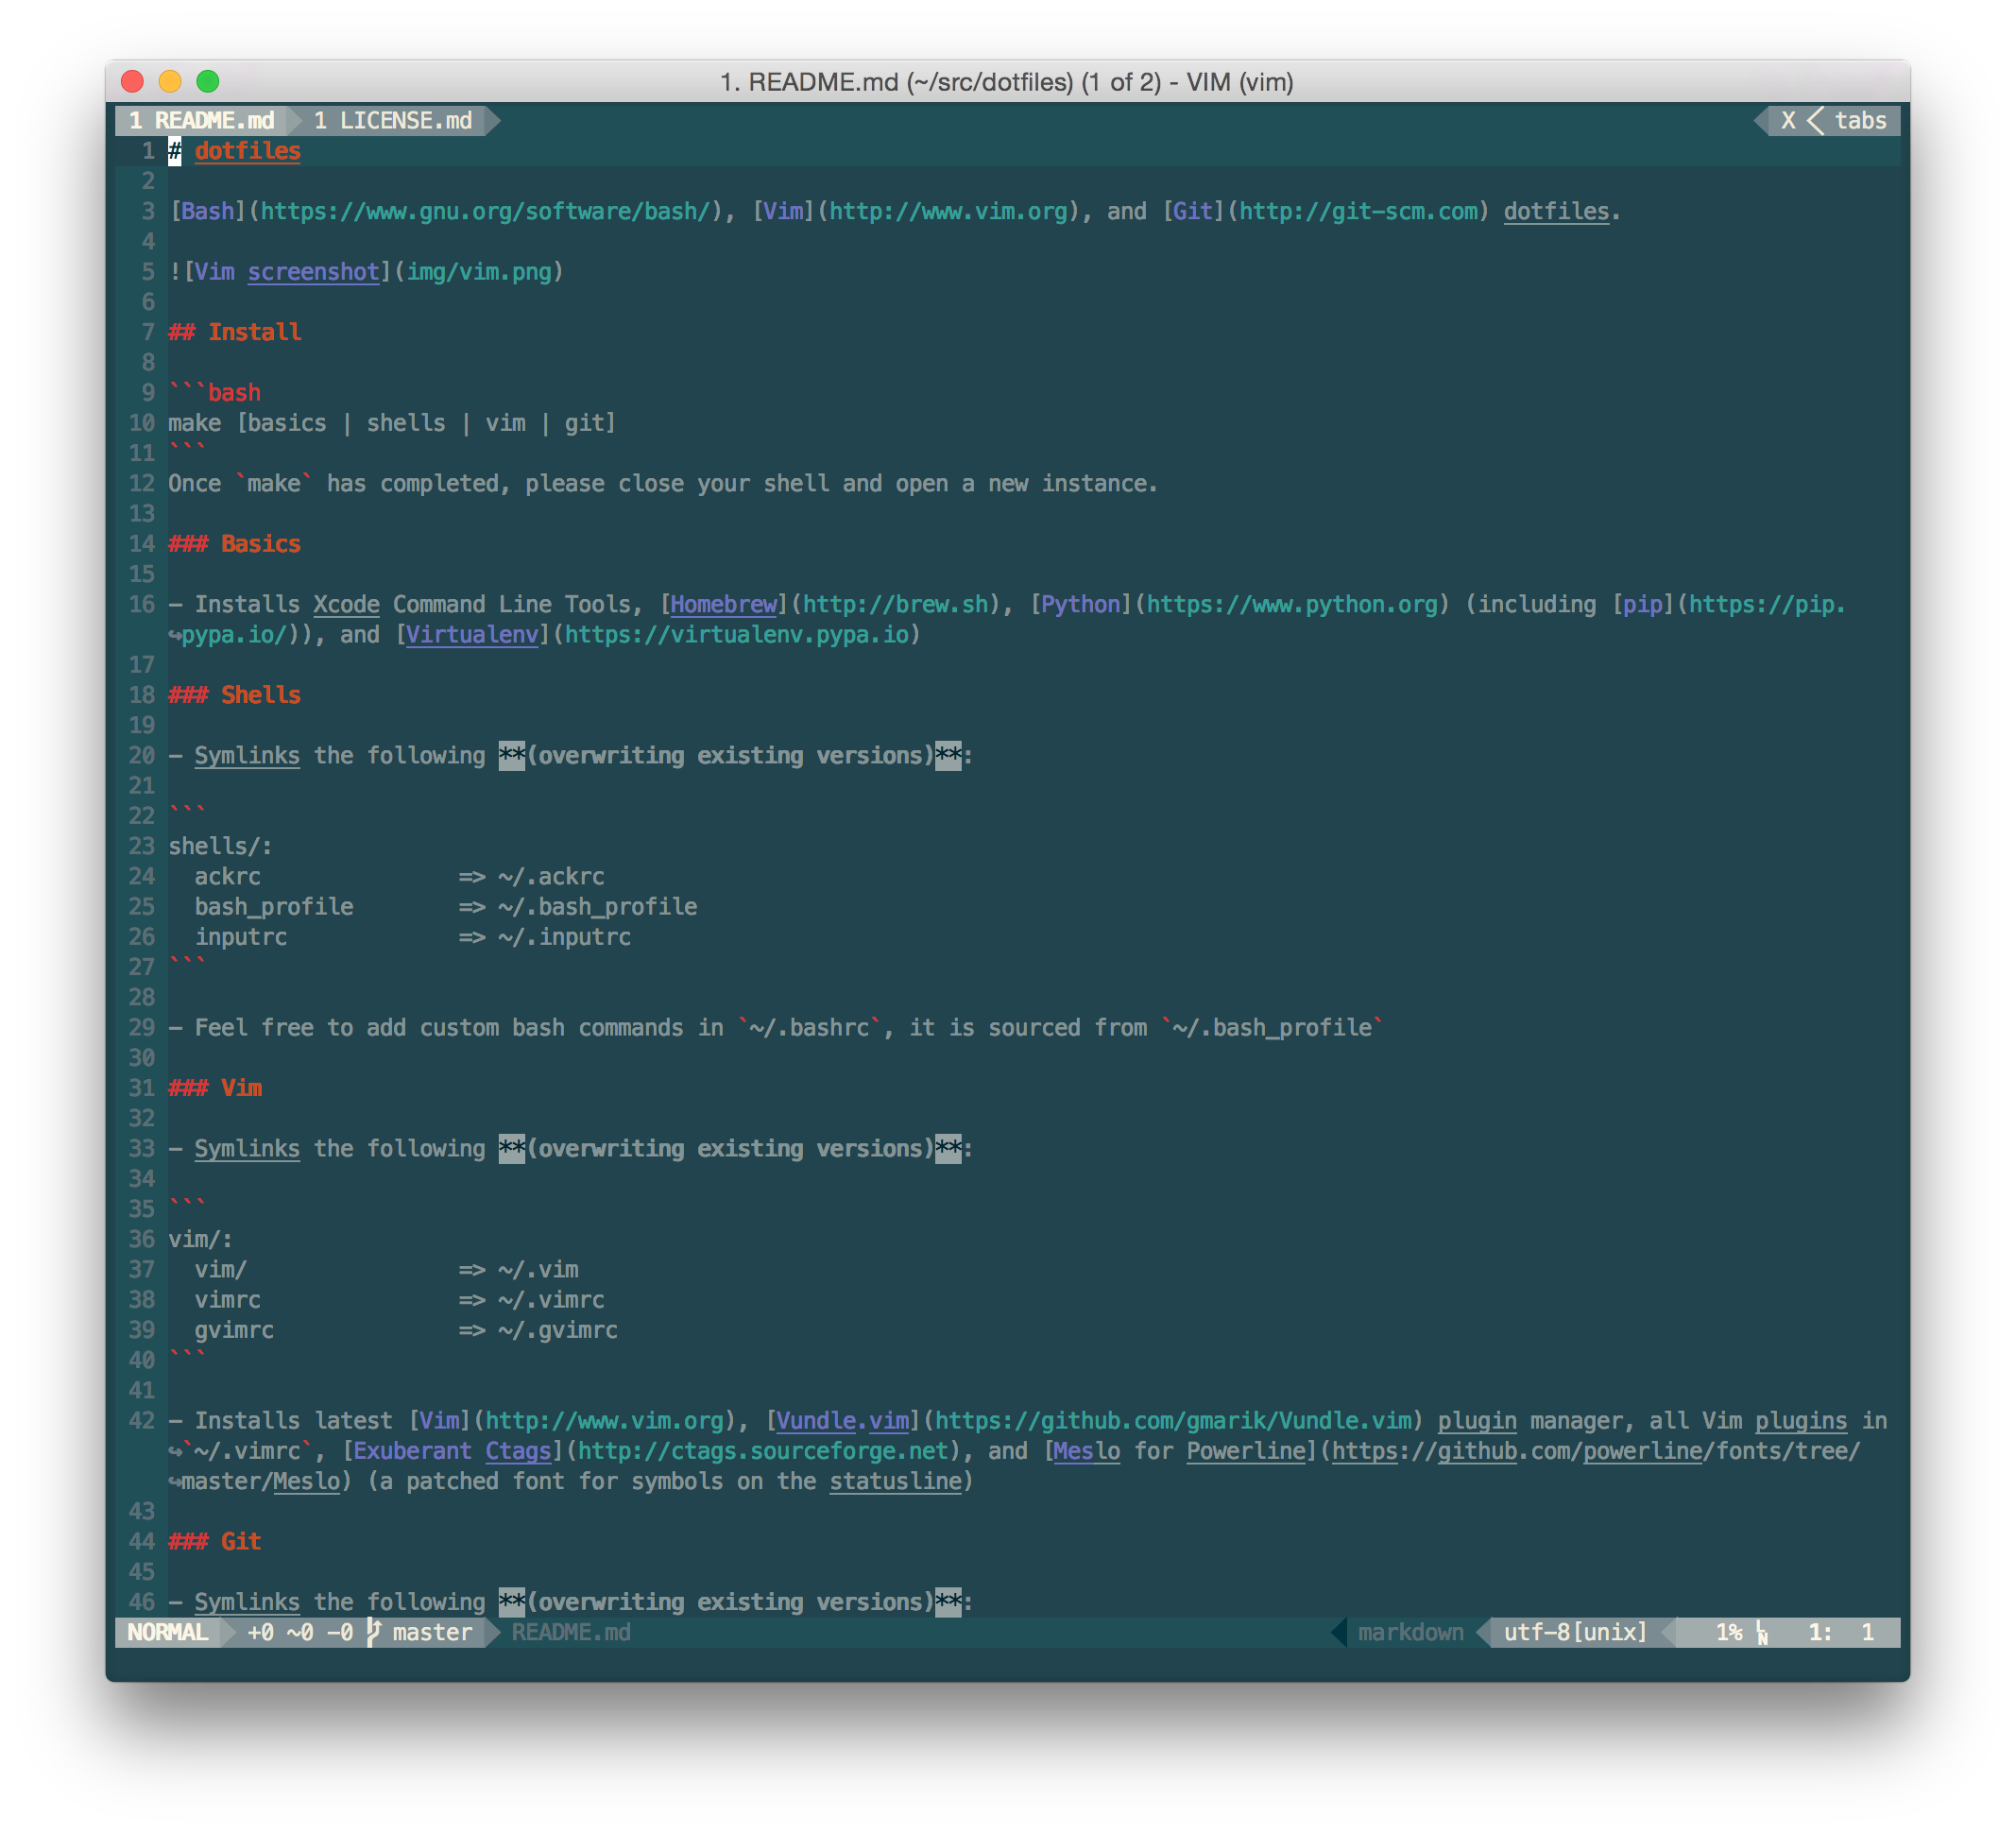 1. README.md (~/src/dotfiles) (1 of 2) - VIM (vim)
1 README.md 1 LICENSE.md X tabs
1 # dotfiles
2
3 [Bash](https://www.gnu.org/software/bash/), [Vim](http://www.vim.org), and [Git](http://git-scm.com) dotfiles.
4
5 ![Vim screenshot](img/vim.png)
6
7 ## Install
8
9 ```bash
10 make [basics | shells | vim | git]
11 ```
12 Once `make` has completed, please close your shell and open a new instance.
13
14 ### Basics
15
16 – Installs Xcode Command Line Tools, [Homebrew](http://brew.sh), [Python](https://www.python.org) (including [pip](https://pip.
↪pypa.io/)), and [Virtualenv](https://virtualenv.pypa.io)
17
18 ### Shells
19
20 – Symlinks the following **(overwriting existing versions)**:
21
22 ```
23 shells/:
24   ackrc               => ~/.ackrc
25   bash_profile        => ~/.bash_profile
26   inputrc             => ~/.inputrc
27 ```
28
29 – Feel free to add custom bash commands in `~/.bashrc`, it is sourced from `~/.bash_profile`
30
31 ### Vim
32
33 – Symlinks the following **(overwriting existing versions)**:
34
35 ```
36 vim/:
37   vim/                => ~/.vim
38   vimrc               => ~/.vimrc
39   gvimrc              => ~/.gvimrc
40 ```
41
42 – Installs latest [Vim](http://www.vim.org), [Vundle.vim](https://github.com/gmarik/Vundle.vim) plugin manager, all Vim plugins in
↪`~/.vimrc`, [Exuberant Ctags](http://ctags.sourceforge.net), and [Meslo for Powerline](https://github.com/powerline/fonts/tree/
↪master/Meslo) (a patched font for symbols on the statusline)
43
44 ### Git
45
46 – Symlinks the following **(overwriting existing versions)**:
NORMAL +0 ~0 -0 master README.md markdown utf-8[unix] 1% LN 1: 1